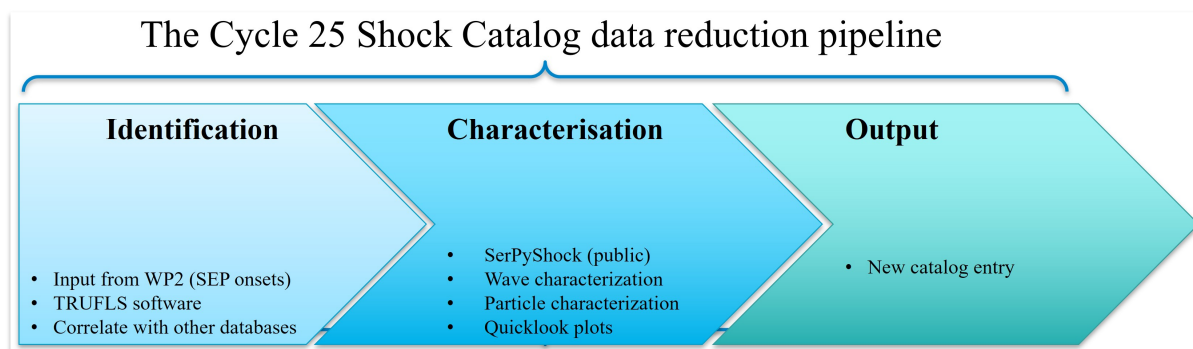 The Cycle 25 Shock Catalog data reduction pipeline
Identification
• Input from WP2 (SEP onsets)
• TRUFLS software
• Correlate with other databases
Characterisation
• SerPyShock (public)
• Wave characterization
• Particle characterization
• Quicklook plots
Output
• New catalog entry